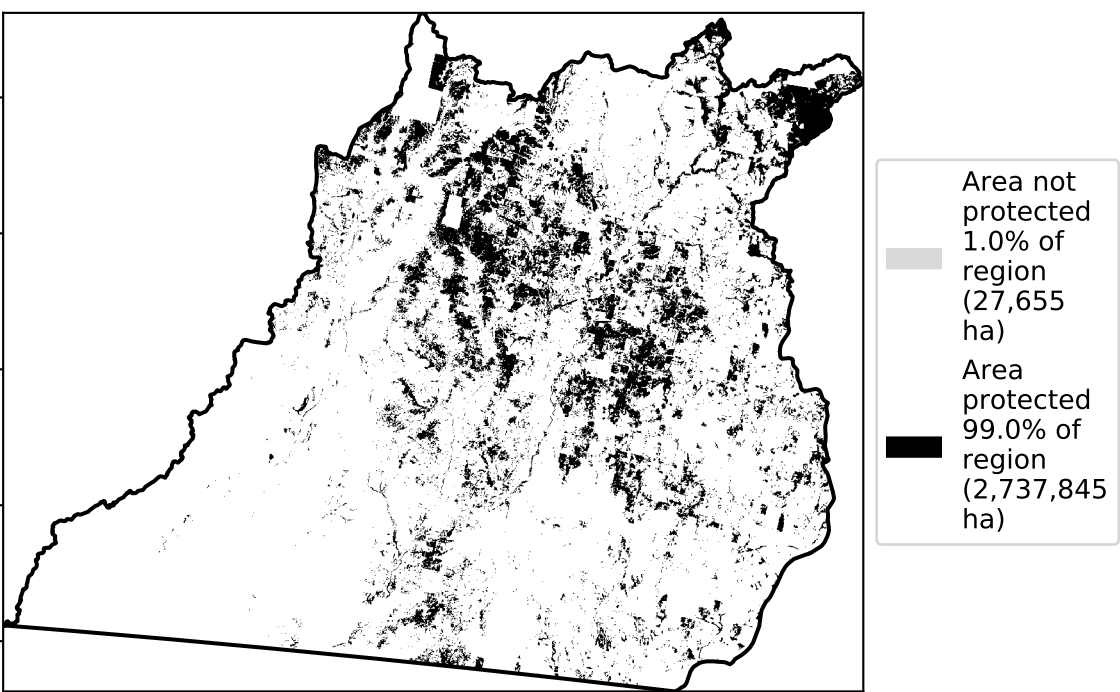 Area not
protected
1.0% of
region
(27,655
ha)
Area
protected
99.0% of
region
(2,737,845
ha)